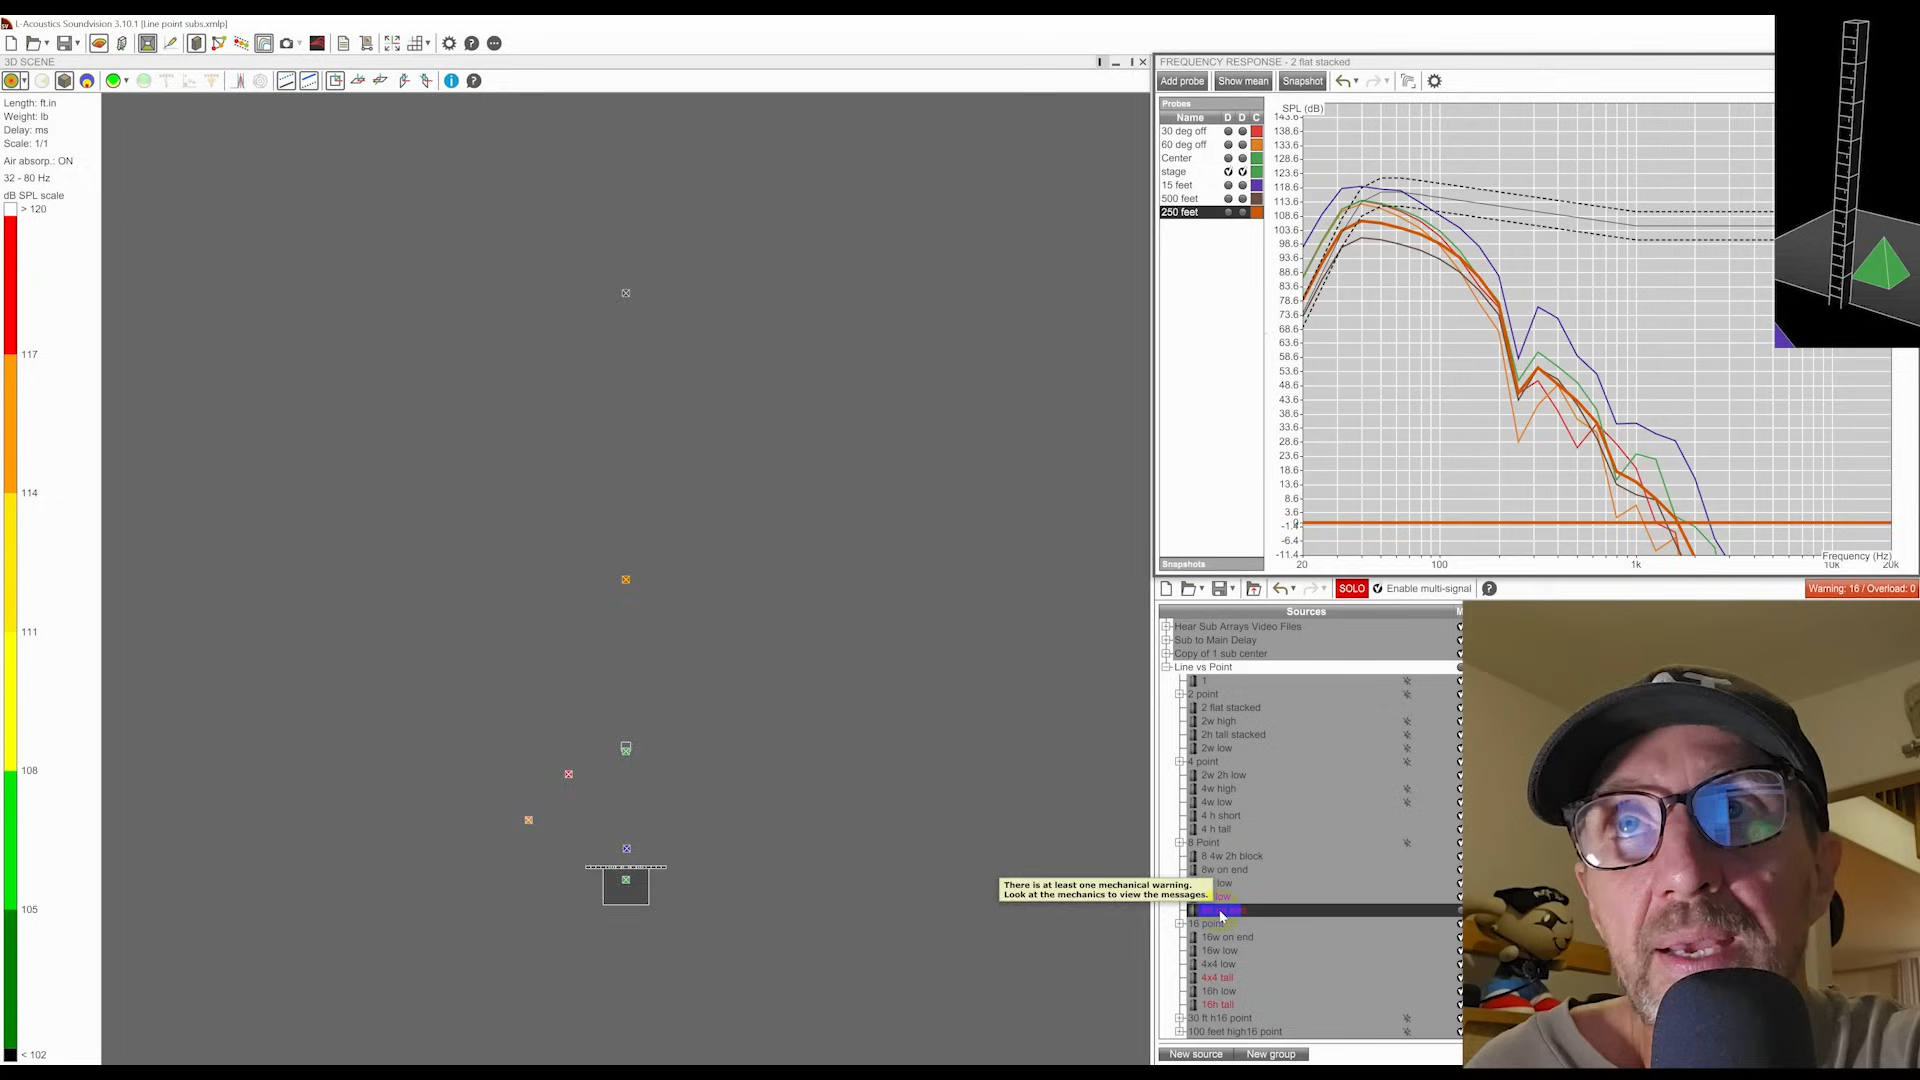 L-Acoustics Soundvision 3.10.1 [Line point subs.xmlp]
3D SCENE
Length: ft.in
Weight: lb
Delay: ms
Scale: 1/1
Air absorp.: ON
32 - 80 Hz
dB SPL scale
> 120
117
114
111
108
105
< 102
FREQUENCY RESPONSE - 2 flat stacked
Add probe
Show mean
Snapshot
Probes
Name D D C
30 deg off
60 deg off
Center
stage
15 feet
500 feet
250 feet
Snapshots
SPL (dB)
143.6
138.6
133.6
128.6
123.6
118.6
113.6
108.6
103.6
98.6
93.6
88.6
83.6
78.6
73.6
68.6
63.6
58.6
53.6
48.6
43.6
38.6
33.6
28.6
23.6
18.6
13.6
8.6
3.6
-1.4
-6.4
-11.4
Frequency (Hz)
20 100 1k 10k 20k
SOLO Enable multi-signal
Warning: 16 / Overload: 0
Sources
Hear Sub Arrays Video Files
Sub to Main Delay
Copy of 1 sub center
Line vs Point
1
2 point
2 flat stacked
2w high
2h tall stacked
2w low
4 point
2w 2h low
4w high
4w low
4 h short
4 h tall
8 Point
8 4w 2h block
8w on end
low
low
There is at least one mechanical warning.
Look at the mechanics to view the messages.
16 point
16w on end
16w low
4x4 low
4x4 tall
16h low
16h tall
30 ft h16 point
100 feet high16 point
New source
New group